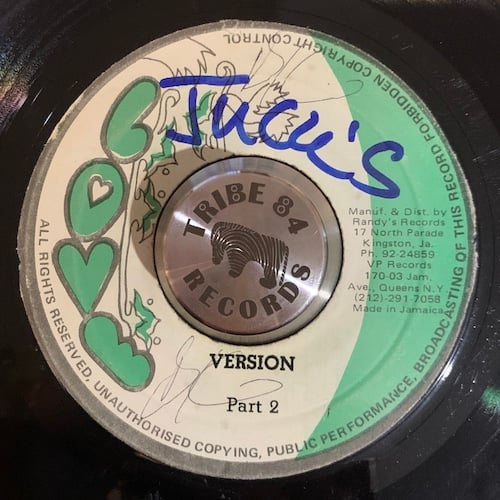 LOVE
JUCU'S
TRIBE 84
RECORDS
Manuf. & Dist. by
Randy's Records
17 North Parade
Kingston, Ja.
Ph. 92-24859
VP Records
170-03 Jam.
Ave., Queens N.Y.
(212)-291-7058
Made in Jamaica
VERSION
Part 2
ALL RIGHTS RESERVED, UNAUTHORISED COPYING, PUBLIC PERFORMANCE, BROADCASTING OF THIS RECORD FORBIDDEN COPYRIGHT CONTROL